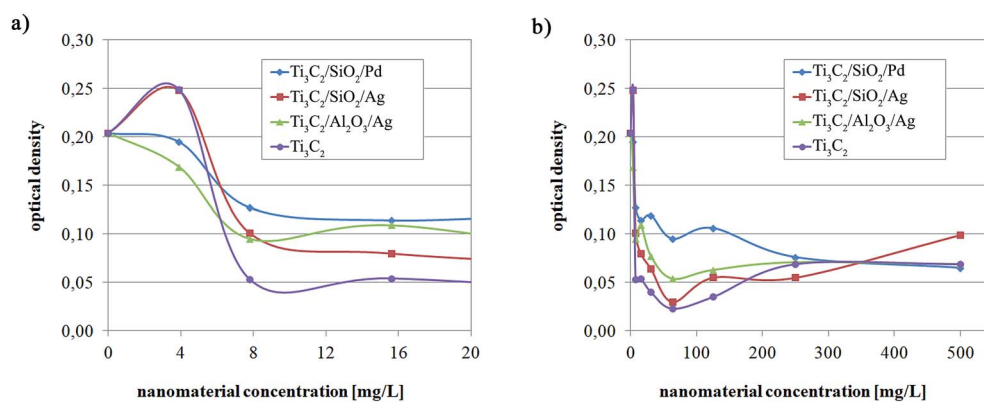 a)
0,30
0,25
0,20
0,15
0,10
0,05
0,00
optical density
0 4 8 12 16 20
nanomaterial concentration [mg/L]
Ti₃C₂/SiO₂/Pd
Ti₃C₂/SiO₂/Ag
Ti₃C₂/Al₂O₃/Ag
Ti₃C₂
b)
0,30
0,25
0,20
0,15
0,10
0,05
0,00
optical density
0 100 200 300 400 500
nanomaterial concentration [mg/L]
Ti₃C₂/SiO₂/Pd
Ti₃C₂/SiO₂/Ag
Ti₃C₂/Al₂O₃/Ag
Ti₃C₂